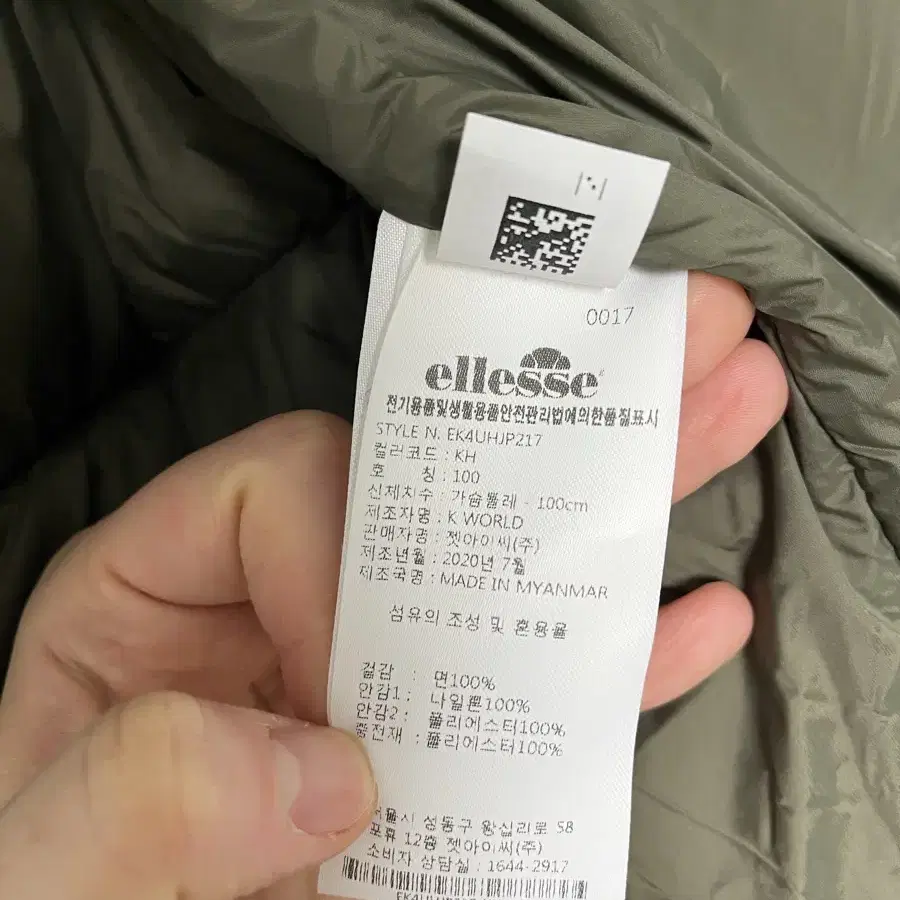 0017
ellesse
전기용품및생활용품안전관리법에의한품질표시
STYLE N. EK4UHJP217
컬러코드 : KH
호 칭 : 100
신체치수 : 가슴둘레 - 100cm
제조자명 : K WORLD
판매자명 : 젯아이씨(주)
제조년월 : 2020년 7월
제조국명 : MADE IN MYANMAR
섬유의 조성 및 혼용율
겉감 : 면100%
안감1 : 나일론100%
안감2 : 폴리에스터100%
충전재 : 폴리에스터100%
성동구 왕십리로 58
포휴 12층 젯아이씨(주)
소비자 상담실 : 1644-2917